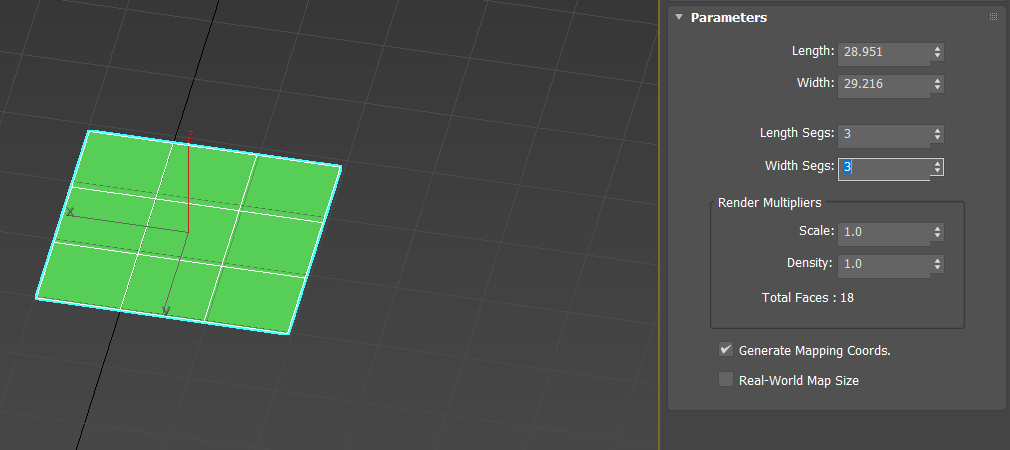 Parameters
Length: 28.951
Width: 29.216
Length Segs: 3
Width Segs: 3
Render Multipliers
Scale: 1.0
Density: 1.0
Total Faces : 18
Generate Mapping Coords.
Real-World Map Size
Z
X
y